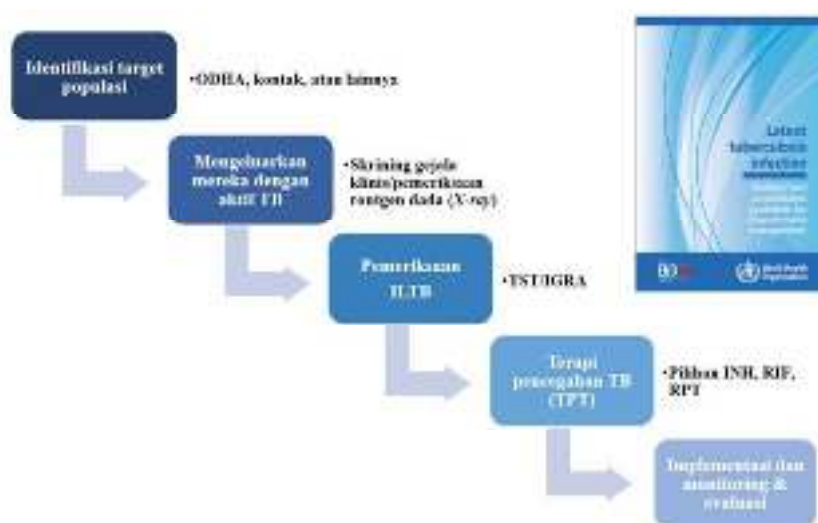 Identifikasi target
populasi
•ODHA, kontak, atau lainnya
Mengeluarkan
mereka dengan
aktif TB
•Skrining gejala
klinis/pemeriksaan
rontgen dada (X-ray)
Pemeriksaan
ILTB
•TST/IGRA
Terapi
pencegahan TB
(TPT)
•Pilihan INH, RIF,
RPT
Implementasi dan
monitoring &
evaluasi
Latent
tuberculosis
infection
World Health
Organization